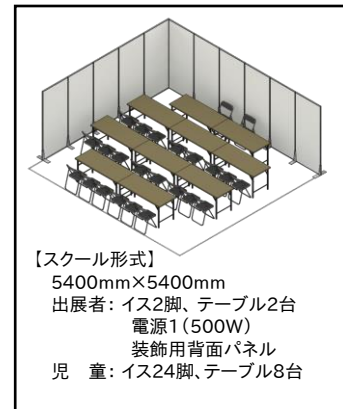 【スクール形式】
5400mm×5400mm
出展者：イス2脚、テーブル2台
電源1（500W）
装飾用背面パネル
児　童：イス24脚、テーブル8台